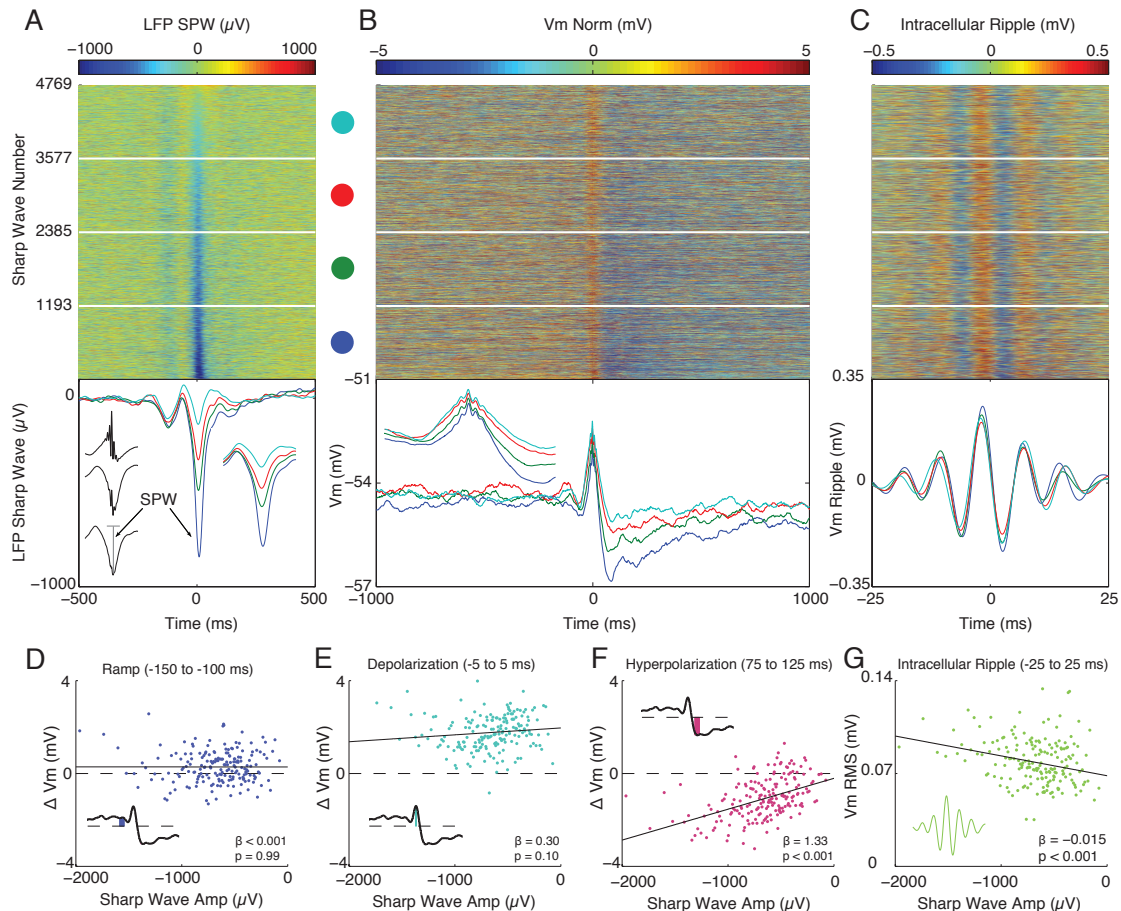 A
LFP SPW (µV)
−1000 0 1000
B
Vm Norm (mV)
−5 0 5
C
Intracellular Ripple (mV)
−0.5 0 0.5
Sharp Wave Number
4769
3577
2385
1193
LFP Sharp Wave (µV)
0
−1000
SPW
−500 0 500
Time (ms)
Vm (mV)
−51
−54
−57
−1000 0 1000
Time (ms)
Vm Ripple (mV)
0.35
0
−0.35
−25 0 25
Time (ms)
D
Ramp (-150 to -100 ms)
Δ Vm (mV)
4
0
−4
β < 0.001
p = 0.99
−2000 −1000 0
Sharp Wave Amp (µV)
E
Depolarization (-5 to 5 ms)
Δ Vm (mV)
4
0
−4
β = 0.30
p = 0.10
−2000 −1000 0
Sharp Wave Amp (µV)
F
Hyperpolarization (75 to 125 ms)
Δ Vm (mV)
4
0
−4
β = 1.33
p < 0.001
−2000 −1000 0
Sharp Wave Amp (µV)
G
Intracellular Ripple (-25 to 25 ms)
Vm RMS (mV)
0.14
0.07
0
β = −0.015
p < 0.001
−2000 −1000 0
Sharp Wave Amp (µV)